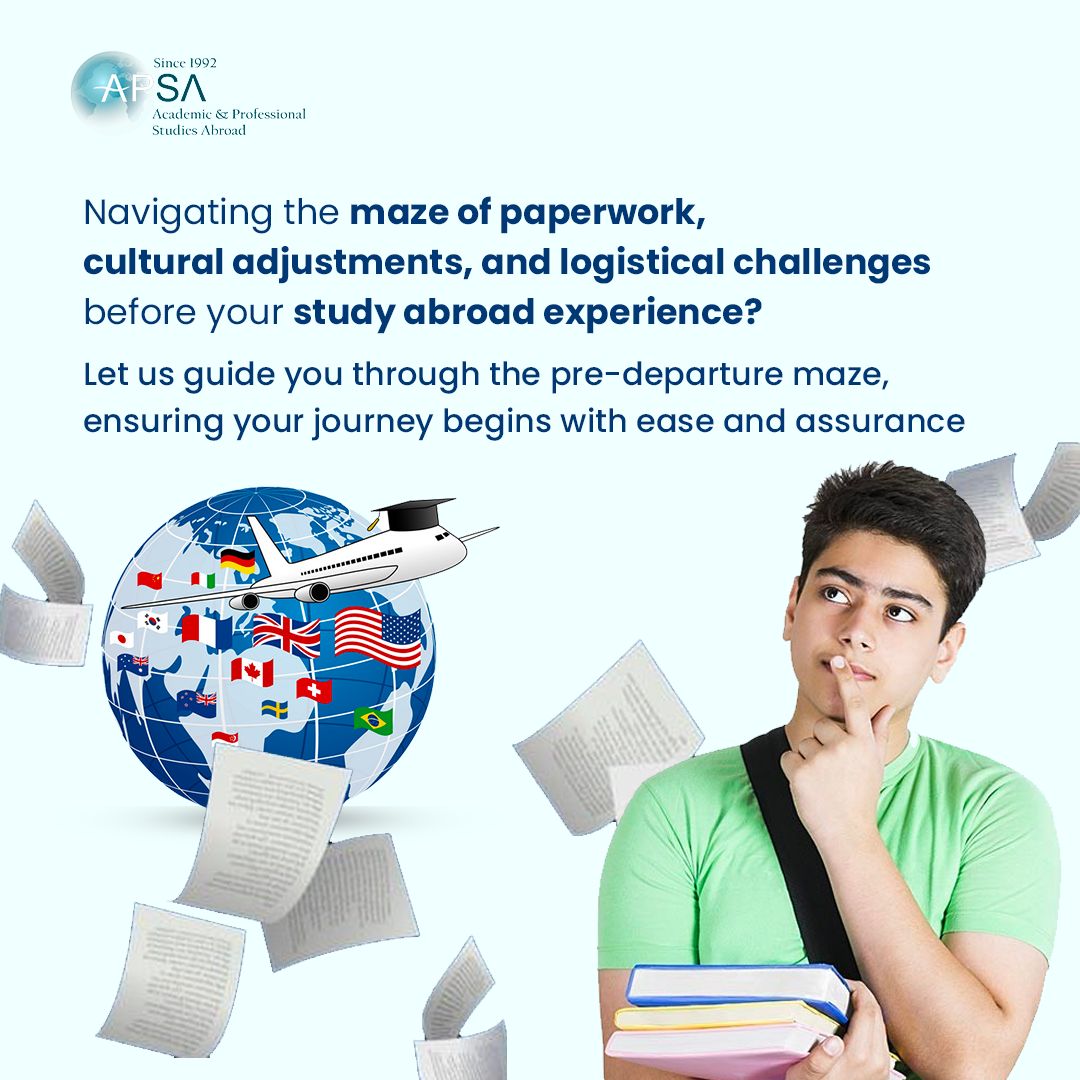 Since 1992
APSA
Academic & Professional
Studies Abroad
Navigating the maze of paperwork,
cultural adjustments, and logistical challenges
before your study abroad experience?
Let us guide you through the pre-departure maze,
ensuring your journey begins with ease and assurance